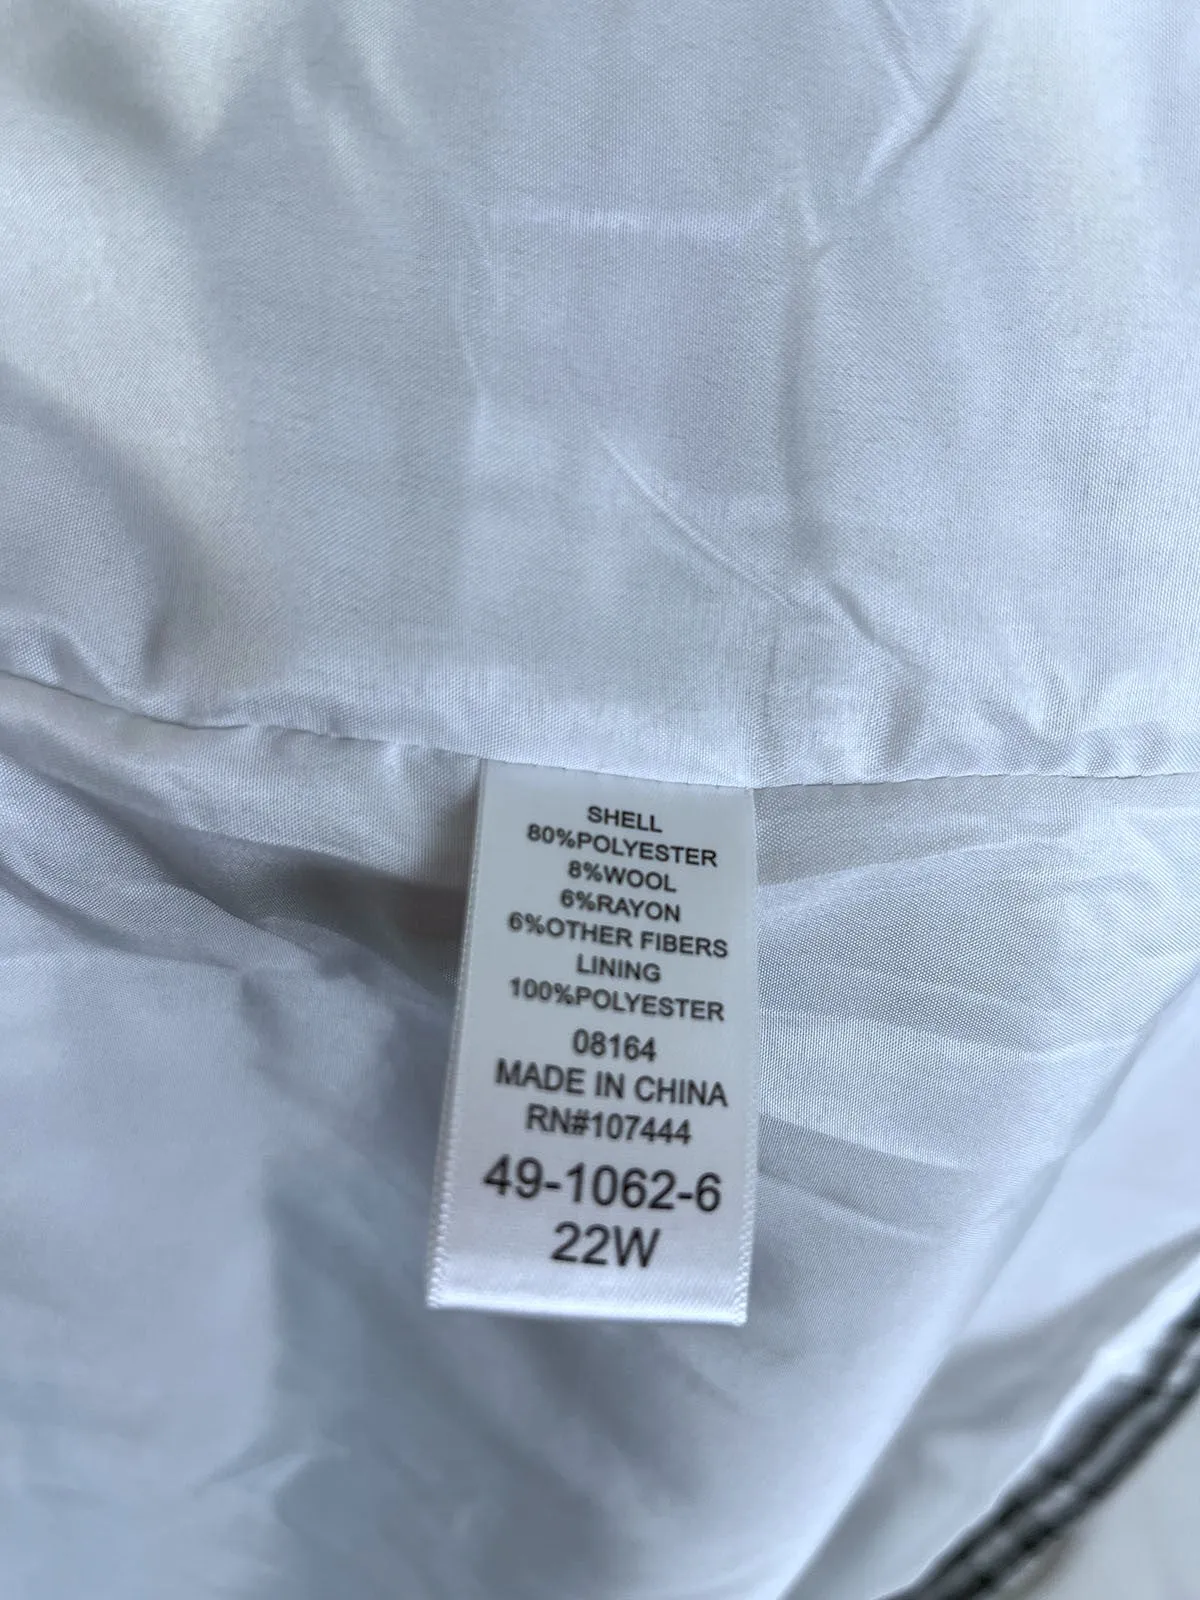 SHELL
80%POLYESTER
8%WOOL
6%RAYON
6%OTHER FIBERS
LINING
100%POLYESTER
08164
MADE IN CHINA
RN#107444
49-1062-6
22W